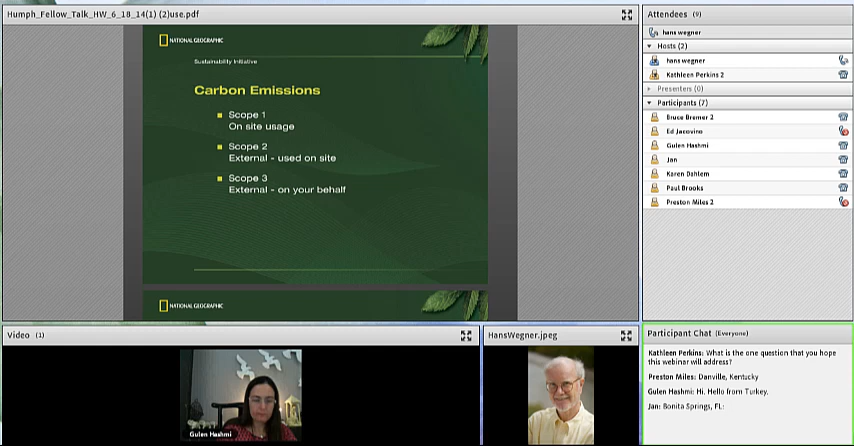 Humph_Fellow_Talk_HW_6_18_14(1) (2)use.pdf
NATIONAL GEOGRAPHIC
Sustainability Initiative
Carbon Emissions
Scope 1
On site usage
Scope 2
External - used on site
Scope 3
External - on your behalf
NATIONAL GEOGRAPHIC
Attendees (9)
hans wegner
Hosts (2)
hans wegner
Kathleen Perkins 2
Presenters (0)
Participants (7)
Bruce Bremer 2
Ed Jacovino
Gulen Hashmi
Jan
Karen Dahlem
Paul Brooks
Preston Miles 2
Video (1)
Gulen Hashmi
HansWegner.jpeg
Participant Chat (Everyone)
Kathleen Perkins: What is the one question that you hope
this webinar will address?
Preston Miles: Danville, Kentucky
Gulen Hashmi: Hi, Hello from Turkey,
Jan: Bonita Springs, FL: